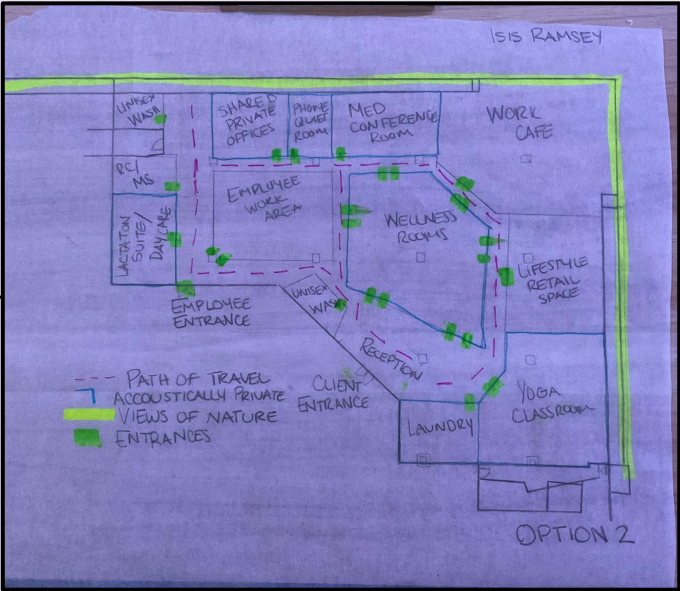 ISIS RAMSEY
UNISEX
WASH
SHARED
PRIVATE
OFFICES
PHONE
QUIET
ROOM
MED
CONFERENCE
ROOM
WORK
CAFE
RC/
MS
EMPLOYEE
WORK
AREA
WELLNESS
ROOMS
LACTATON
SUITE/
DAYCARE
LIFESTYLE
RETAIL
SPACE
EMPLOYEE
ENTRANCE
UNISEX
WASH
RECEPTION
CLIENT
ENTRANCE
YOGA
CLASSROOM
LAUNDRY
PATH OF TRAVEL
ACCOUSTICALLY PRIVATE
VIEWS OF NATURE
ENTRANCES
OPTION 2